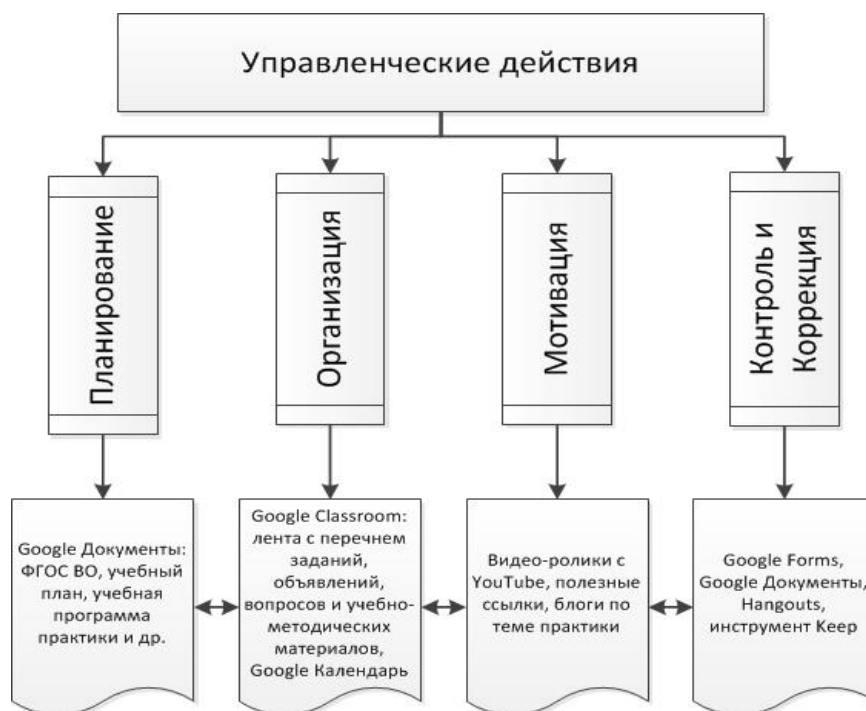 Управленческие действия
Планирование
Организация
Мотивация
Контроль и
Коррекция
Google Документы:
ФГОС ВО, учебный
план, учебная
программа
практики и др.
Google Classroom:
лента с перечнем
заданий,
объявлений,
вопросов и учебно-
методических
материалов,
Google Календарь
Видео-ролики с
YouTube, полезные
ссылки, блоги по
теме практики
Google Forms,
Google Документы,
Hangouts,
инструмент Keep